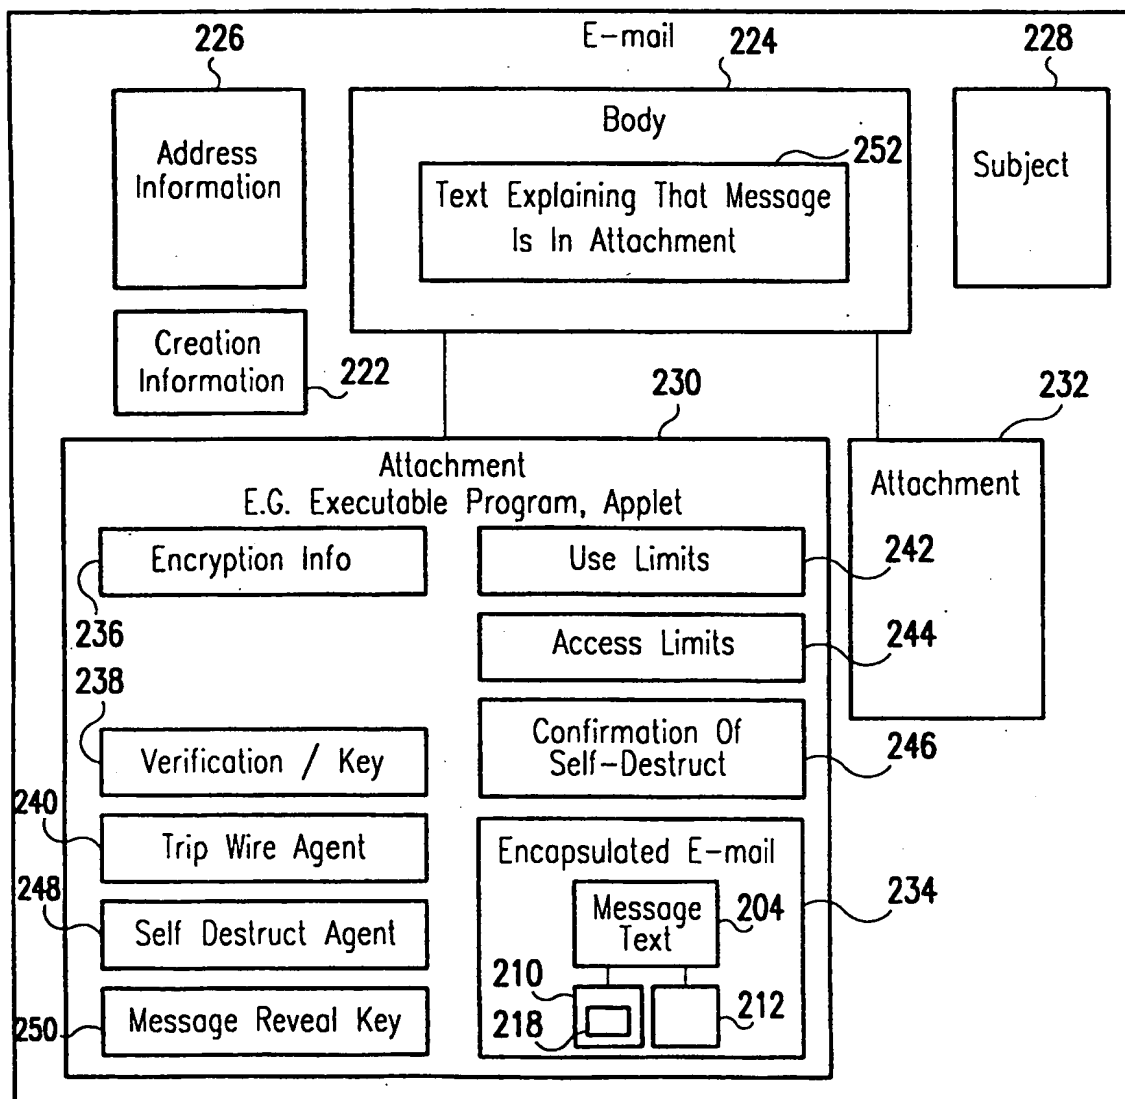 E-mail
226
224
228
Address
Information
Body
252
Text Explaining That Message
Is In Attachment
Subject
Creation
Information
222
230
232
Attachment
E.G. Executable Program, Applet
Attachment
Encryption Info
236
Use Limits
242
Access Limits
244
238
Verification / Key
Confirmation Of
Self-Destruct
246
240
Trip Wire Agent
248
Self Destruct Agent
250
Message Reveal Key
Encapsulated E-mail
234
Message
Text
204
210
218
212